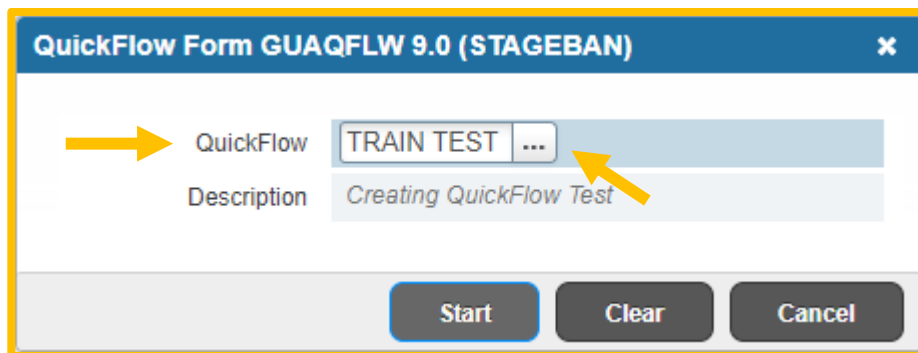 QuickFlow Form GUAQFLW 9.0 (STAGEBAN) ×
QuickFlow TRAIN TEST ...
Description Creating QuickFlow Test
Start Clear Cancel